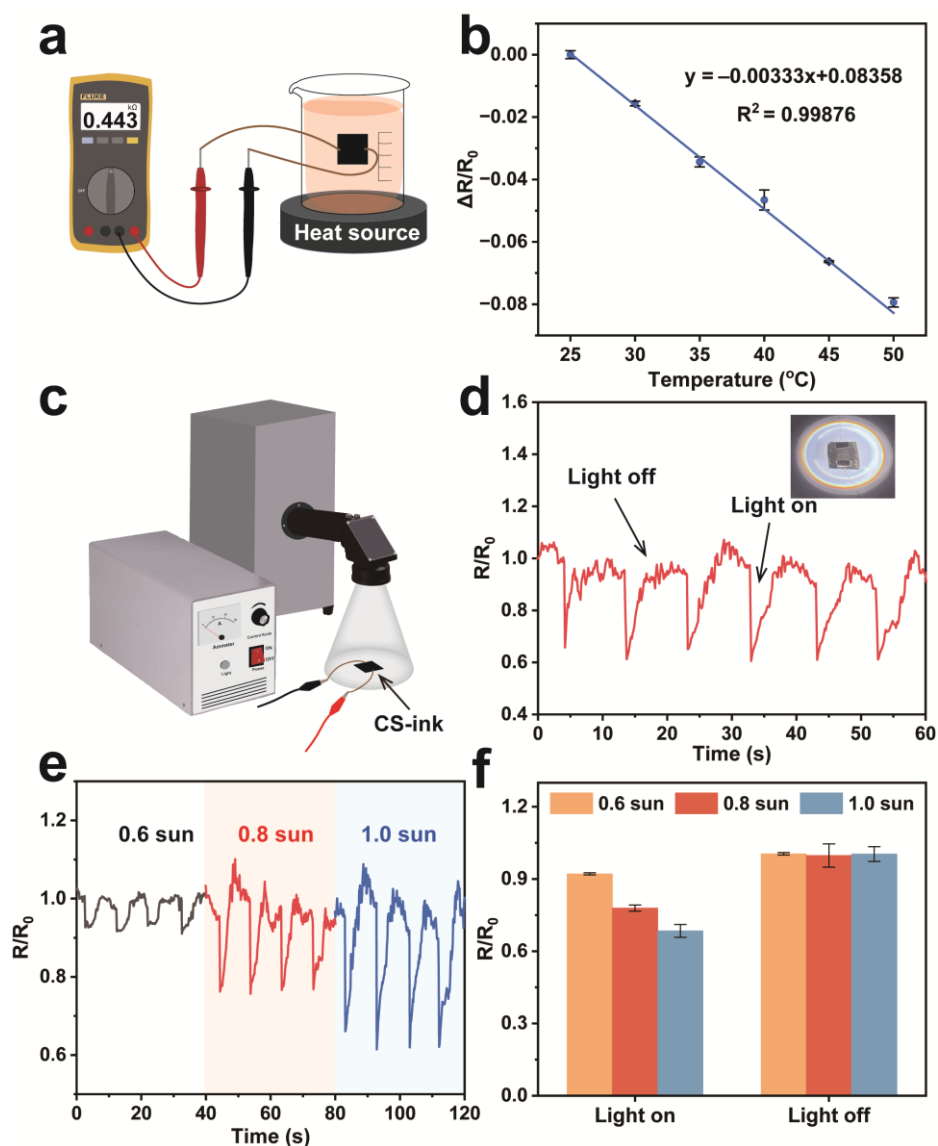 a
FLUKE
kΩ
0.443
OFF
Heat source
b
y = −0.00333x+0.08358
R² = 0.99876
ΔR/R₀
0.00
−0.02
−0.04
−0.06
−0.08
25 30 35 40 45 50
Temperature (°C)
c
Ammeter
Current Knob
Light
Power
CS-ink
d
Light off
Light on
R/R₀
1.6
1.4
1.2
1.0
0.8
0.6
0.4
0 10 20 30 40 50 60
Time (s)
e
0.6 sun 0.8 sun 1.0 sun
R/R₀
1.2
1.0
0.8
0.6
0 20 40 60 80 100 120
Time (s)
f
0.6 sun 0.8 sun 1.0 sun
R/R₀
1.2
0.9
0.6
0.3
0.0
Light on Light off